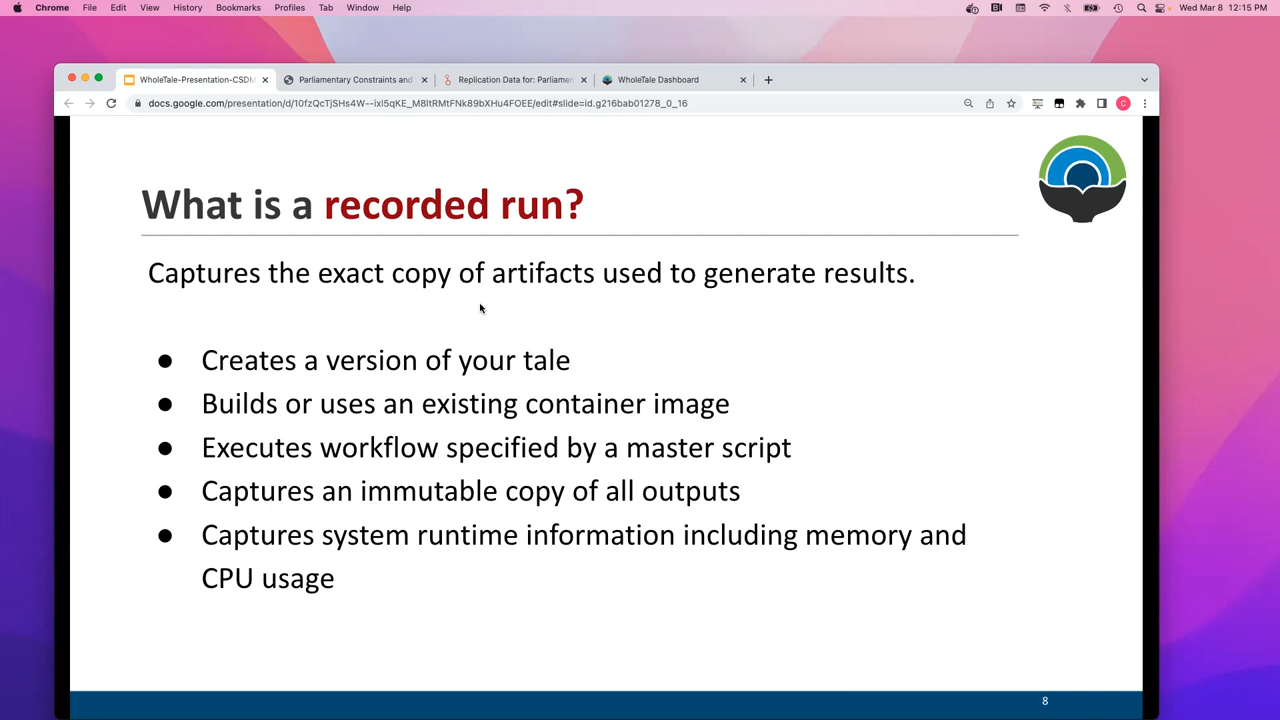 Chrome File Edit View History Bookmarks Profiles Tab Window Help Wed Mar 8 12:15 PM
WholeTale-Presentation-CSDM Parliamentary Constraints and Replication Data for: Parliamen WholeTale Dashboard
docs.google.com/presentation/d/10fzQcTjSHs4W--ixl5qKE_M8ltRMtFNk89bXHu4FOEE/edit#slide=id.g216bab01278_0_16
What is a recorded run?
Captures the exact copy of artifacts used to generate results.
● Creates a version of your tale
● Builds or uses an existing container image
● Executes workflow specified by a master script
● Captures an immutable copy of all outputs
● Captures system runtime information including memory and
CPU usage
8